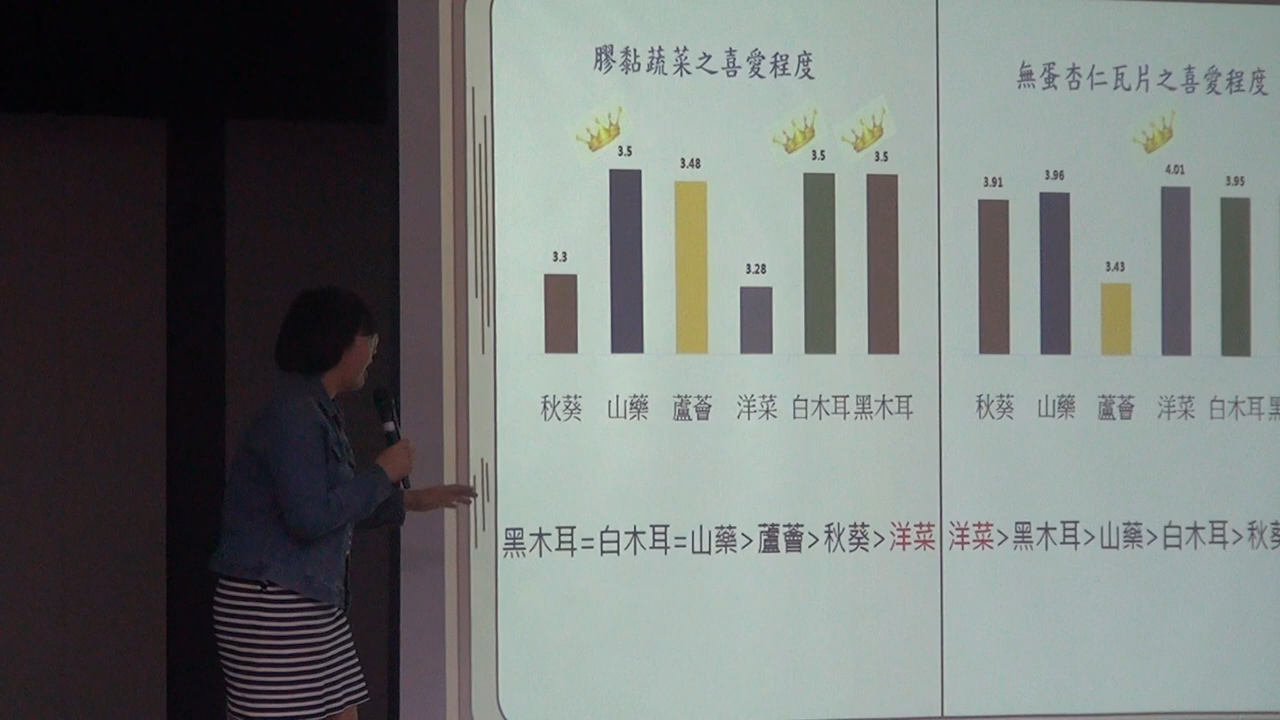 膠黏蔬菜之喜愛程度
3.5
3.48
3.5
3.5
3.3
3.28
秋葵 山藥 蘆薈 洋菜 白木耳 黑木耳
黑木耳=白木耳=山藥>蘆薈>秋葵>洋菜
無蛋杏仁瓦片之喜愛程度
3.91
3.96
3.43
4.01
3.95
秋葵 山藥 蘆薈 洋菜 白木耳 黑
洋菜>黑木耳>山藥>白木耳>秋葵